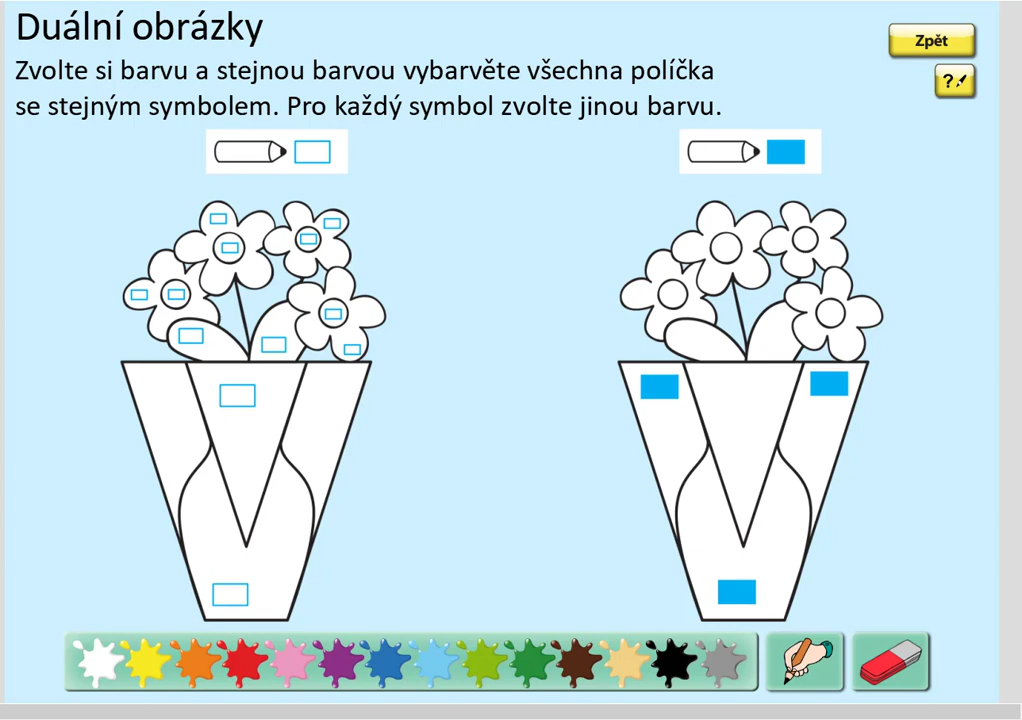 Duální obrázky
Zpět
Zvolte si barvu a stejnou barvou vybarvěte všechna políčka
?
se stejným symbolem. Pro každý symbol zvolte jinou barvu.